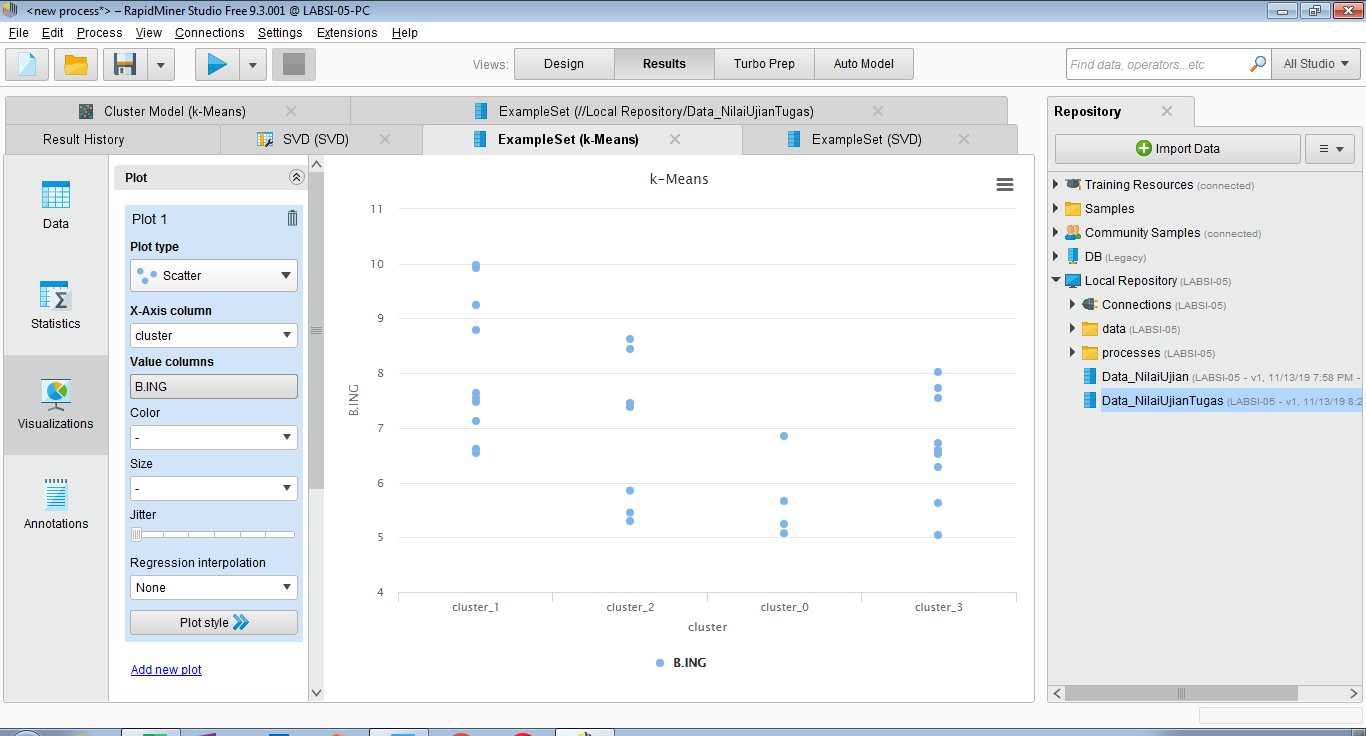 <new process*> – RapidMiner Studio Free 9.3.001 @ LABSI-05-PC
File Edit Process View Connections Settings Extensions Help
Views: Design Results Turbo Prep Auto Model
Find data, operators...etc All Studio
Cluster Model (k-Means) ExampleSet (//Local Repository/Data_NilaiUjianTugas)
Result History SVD (SVD) ExampleSet (k-Means) ExampleSet (SVD)
Data
Statistics
Visualizations
Annotations
Plot
Plot 1
Plot type
Scatter
X-Axis column
cluster
Value columns
B.ING
Color
-
Size
-
Jitter
Regression interpolation
None
Plot style
Add new plot
k-Means
11
10
9
8
7
6
5
4
B.ING
cluster_1 cluster_2 cluster_0 cluster_3
cluster
B.ING
Repository
Import Data
Training Resources (connected)
Samples
Community Samples (connected)
DB (Legacy)
Local Repository (LABSI-05)
Connections (LABSI-05)
data (LABSI-05)
processes (LABSI-05)
Data_NilaiUjian (LABSI-05 - v1, 11/13/19 7:58 PM -
Data_NilaiUjianTugas (LABSI-05 - v1, 11/13/19 8:2